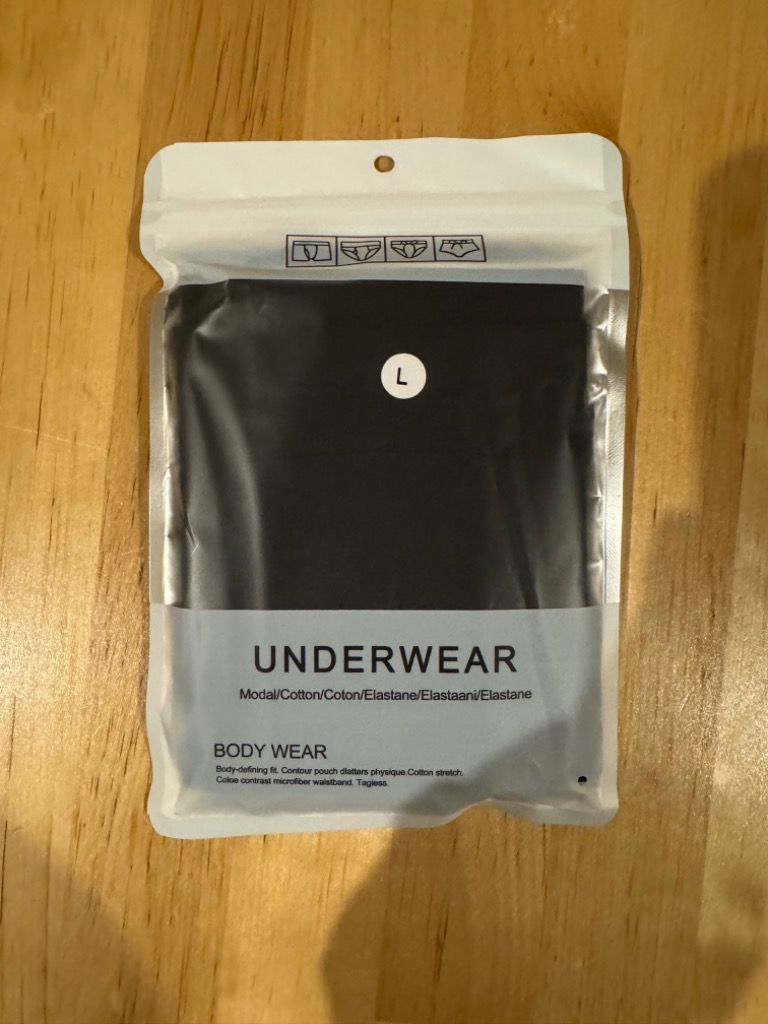 L
UNDERWEAR
Modal/Cotton/Coton/Elastane/Elastaani/Elastane
BODY WEAR
Body-defining fit. Contour pouch dlatters physique.Cotton stretch.
Coloe contrast microfiber waistband. Tagless.